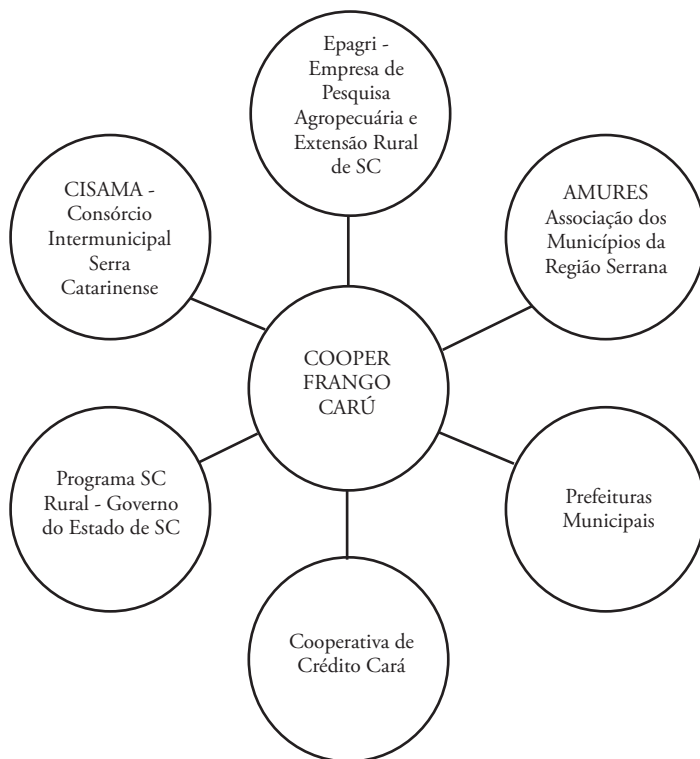 Epagri -
Empresa de
Pesquisa
Agropecuária e
Extensão Rural
de SC
CISAMA -
Consórcio
Intermunicipal
Serra
Catarinense
AMURES
Associação dos
Municípios da
Região Serrana
COOPER
FRANGO
CARÚ
Programa SC
Rural - Governo
do Estado de SC
Prefeituras
Municipais
Cooperativa de
Crédito Cará